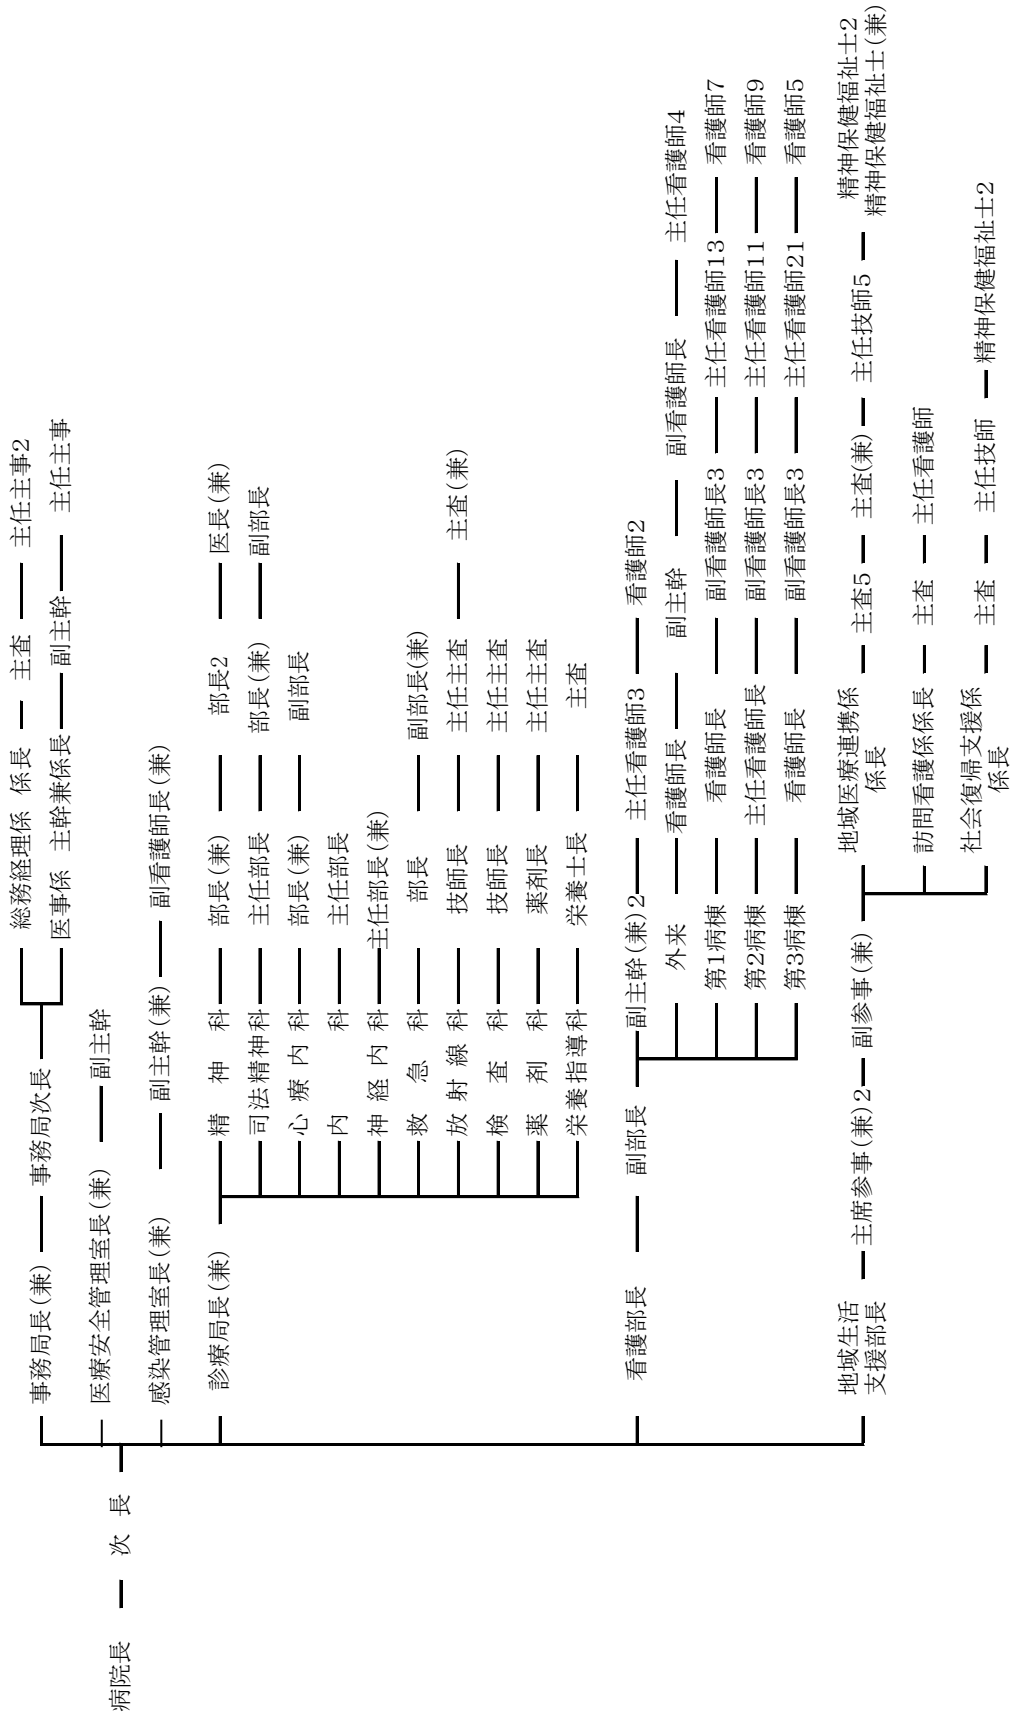 病院長 次長
事務局長(兼) 事務局次長 総務経理係 係長 主査 主任主事2
医事係 主幹兼係長 副主幹 主任主事
医療安全管理室長(兼) 副主幹
感染管理室長(兼) 副主幹(兼) 副看護師長(兼)
診療局長(兼) 精神科 部長(兼) 部長2 医長(兼)
司法精神科 主任部長 部長(兼) 副部長
心療内科 部長(兼) 副部長
内科 主任部長
神経内科 主任部長(兼)
救急科 部長 副部長(兼)
放射線科 技師長 主任主査 主査(兼)
検査科 技師長 主任主査
薬剤科 薬剤長 主任主査
栄養指導科 栄養士長 主査
看護部長 副部長 副主幹(兼)2 主任看護師3 看護師2
外来 看護師長 副主幹 副看護師長 主任看護師4
第1病棟 看護師長 副看護師長3 主任看護師13 看護師7
第2病棟 主任看護師長 副看護師長3 主任看護師11 看護師9
第3病棟 看護師長 副看護師長3 主任看護師21 看護師5
地域生活
支援部長 主席参事(兼)2 副参事(兼)
地域医療連携係
係長 主査5 主査(兼) 主任技師5 精神保健福祉士2
精神保健福祉士(兼)
訪問看護係係長 主査 主任看護師
社会復帰支援係
係長 主査 主任技師 精神保健福祉士2